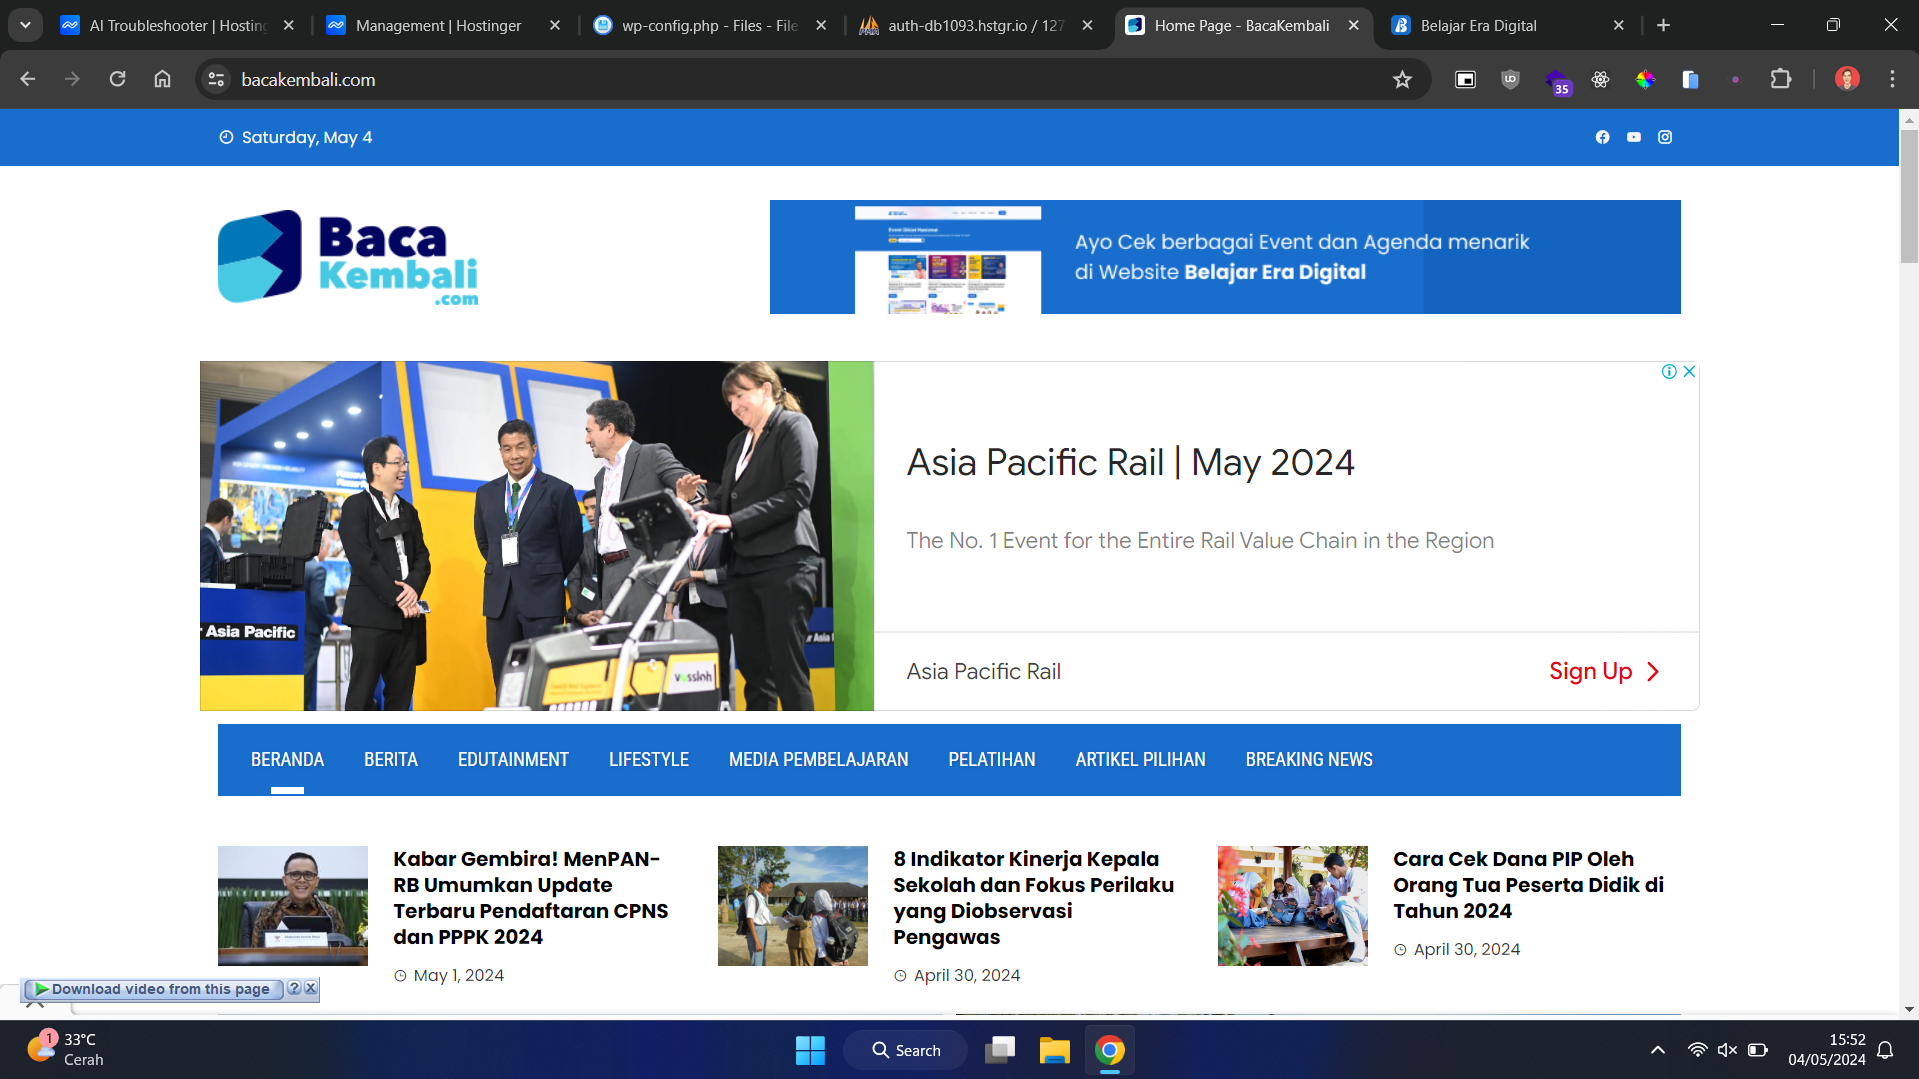 AI Troubleshooter | Hosting
Management | Hostinger
wp-config.php - Files - File
auth-db1093.hstgr.io / 127
Home Page - BacaKembali
Belajar Era Digital
bacakembali.com
35
Saturday, May 4
Baca
Kembali
.com
Ayo Cek berbagai Event dan Agenda menarik
di Website Belajar Era Digital
Asia Pacific Rail | May 2024
The No. 1 Event for the Entire Rail Value Chain in the Region
r Asia Pacific
vossloh
Asia Pacific Rail
Sign Up
BERANDA
BERITA
EDUTAINMENT
LIFESTYLE
MEDIA PEMBELAJARAN
PELATIHAN
ARTIKEL PILIHAN
BREAKING NEWS
Kabar Gembira! MenPAN-
RB Umumkan Update
Terbaru Pendaftaran CPNS
dan PPPK 2024
May 1, 2024
8 Indikator Kinerja Kepala
Sekolah dan Fokus Perilaku
yang Diobservasi
Pengawas
April 30, 2024
Cara Cek Dana PIP Oleh
Orang Tua Peserta Didik di
Tahun 2024
April 30, 2024
Download video from this page
?
1
33°C
Cerah
Search
15:52
04/05/2024